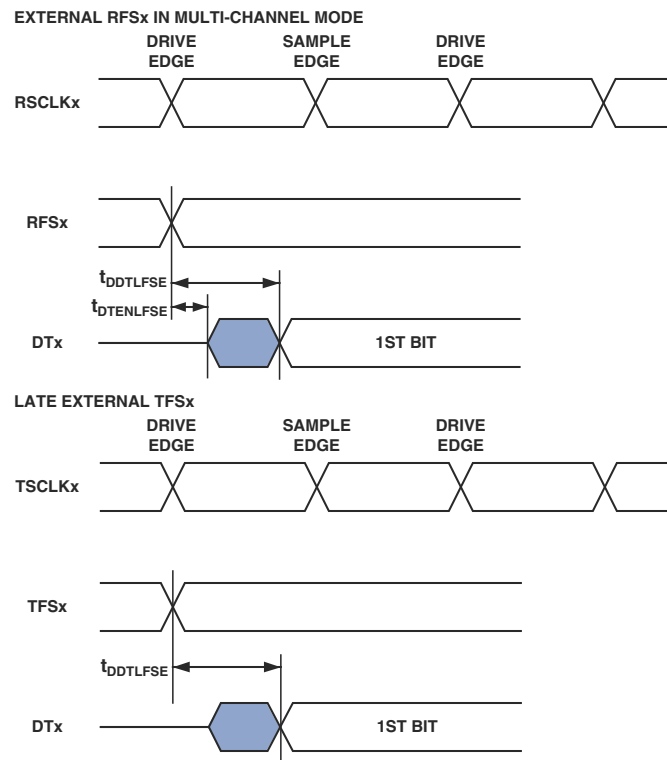 EXTERNAL RFSx IN MULTI-CHANNEL MODE
DRIVE EDGE
SAMPLE EDGE
DRIVE EDGE
RSCLKx
RFSx
tDDTLFSE
tDTENLFSE
DTx
1ST BIT
LATE EXTERNAL TFSx
DRIVE EDGE
SAMPLE EDGE
DRIVE EDGE
TSCLKx
TFSx
tDDTLFSE
DTx
1ST BIT